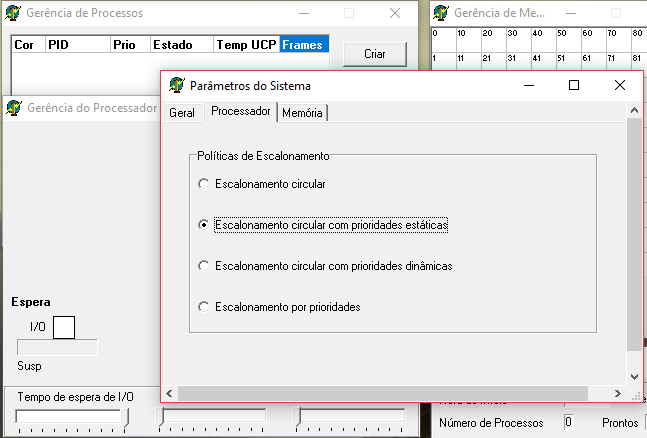 Gerência de Processos
Cor PID Prio Estado Temp UCP Frames
Criar
Gerência de Me...
0 10 20 30 40 50 60 70 80
1 11 21 31 41 51 61 71 81
Gerência do Processador
Espera
I/O
Susp
Tempo de espera de I/O
Parâmetros do Sistema
Geral Processador Memória
Políticas de Escalonamento
Escalonamento circular
Escalonamento circular com prioridades estáticas
Escalonamento circular com prioridades dinâmicas
Escalonamento por prioridades
Número de Processos 0 Prontos